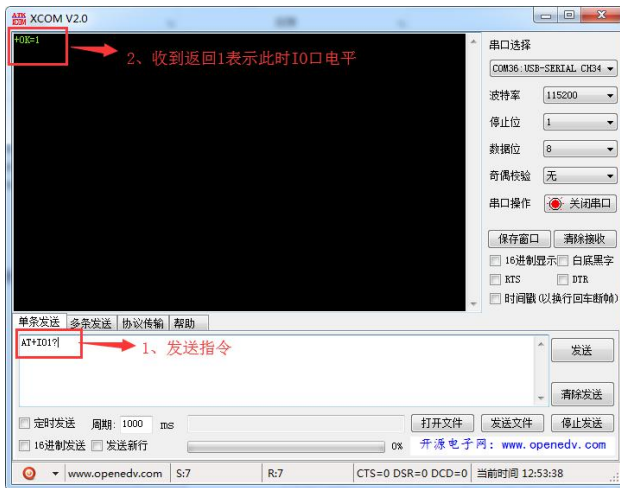 ATK XCOM XCOM V2.0
+OK=1
2、收到返回1表示此时IO口电平
串口选择
COM36:USB-SERIAL CH34
波特率 115200
停止位 1
数据位 8
奇偶校验 无
串口操作 关闭串口
保存窗口 清除接收
16进制显示 白底黑字
RTS DTR
时间戳(以换行回车断帧)
单条发送 多条发送 协议传输 帮助
AT+IO1?
1、发送指令
发送
清除发送
定时发送 周期: 1000 ms 打开文件 发送文件 停止发送
16进制发送 发送新行 0% 开源电子网: www.openedv.com
www.openedv.com S:7 R:7 CTS=0 DSR=0 DCD=0 当前时间 12:53:38